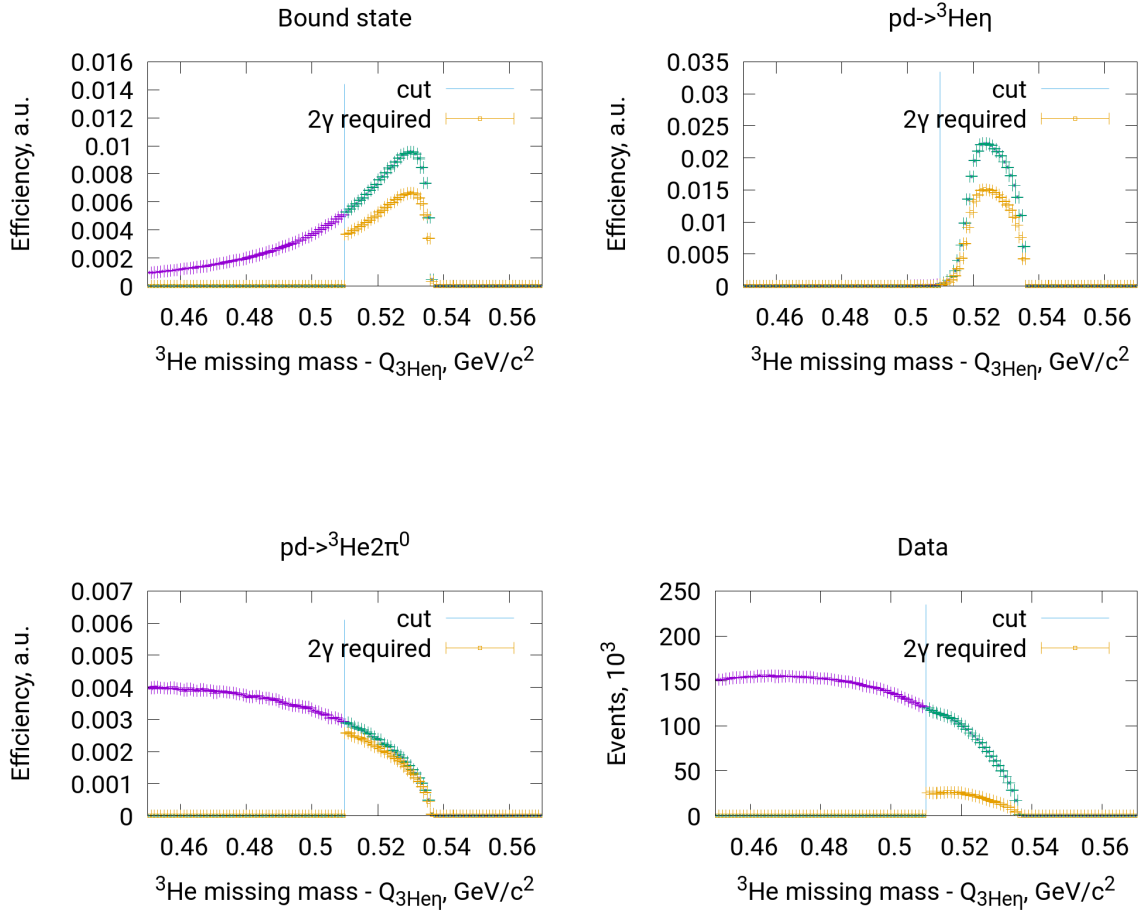 Bound state
0.016
0.014
0.012
0.01
0.008
0.006
0.004
0.002
0
Efficiency, a.u.
cut
2γ required
0.46 0.48 0.5 0.52 0.54 0.56
³He missing mass - Q₃Heη, GeV/c²
pd->³Heη
0.035
0.03
0.025
0.02
0.015
0.01
0.005
0
Efficiency, a.u.
cut
2γ required
0.46 0.48 0.5 0.52 0.54 0.56
³He missing mass - Q₃Heη, GeV/c²
pd->³He2π⁰
0.007
0.006
0.005
0.004
0.003
0.002
0.001
0
Efficiency, a.u.
cut
2γ required
0.46 0.48 0.5 0.52 0.54 0.56
³He missing mass - Q₃Heη, GeV/c²
Data
250
200
150
100
50
0
Events, 10³
cut
2γ required
0.46 0.48 0.5 0.52 0.54 0.56
³He missing mass - Q₃Heη, GeV/c²